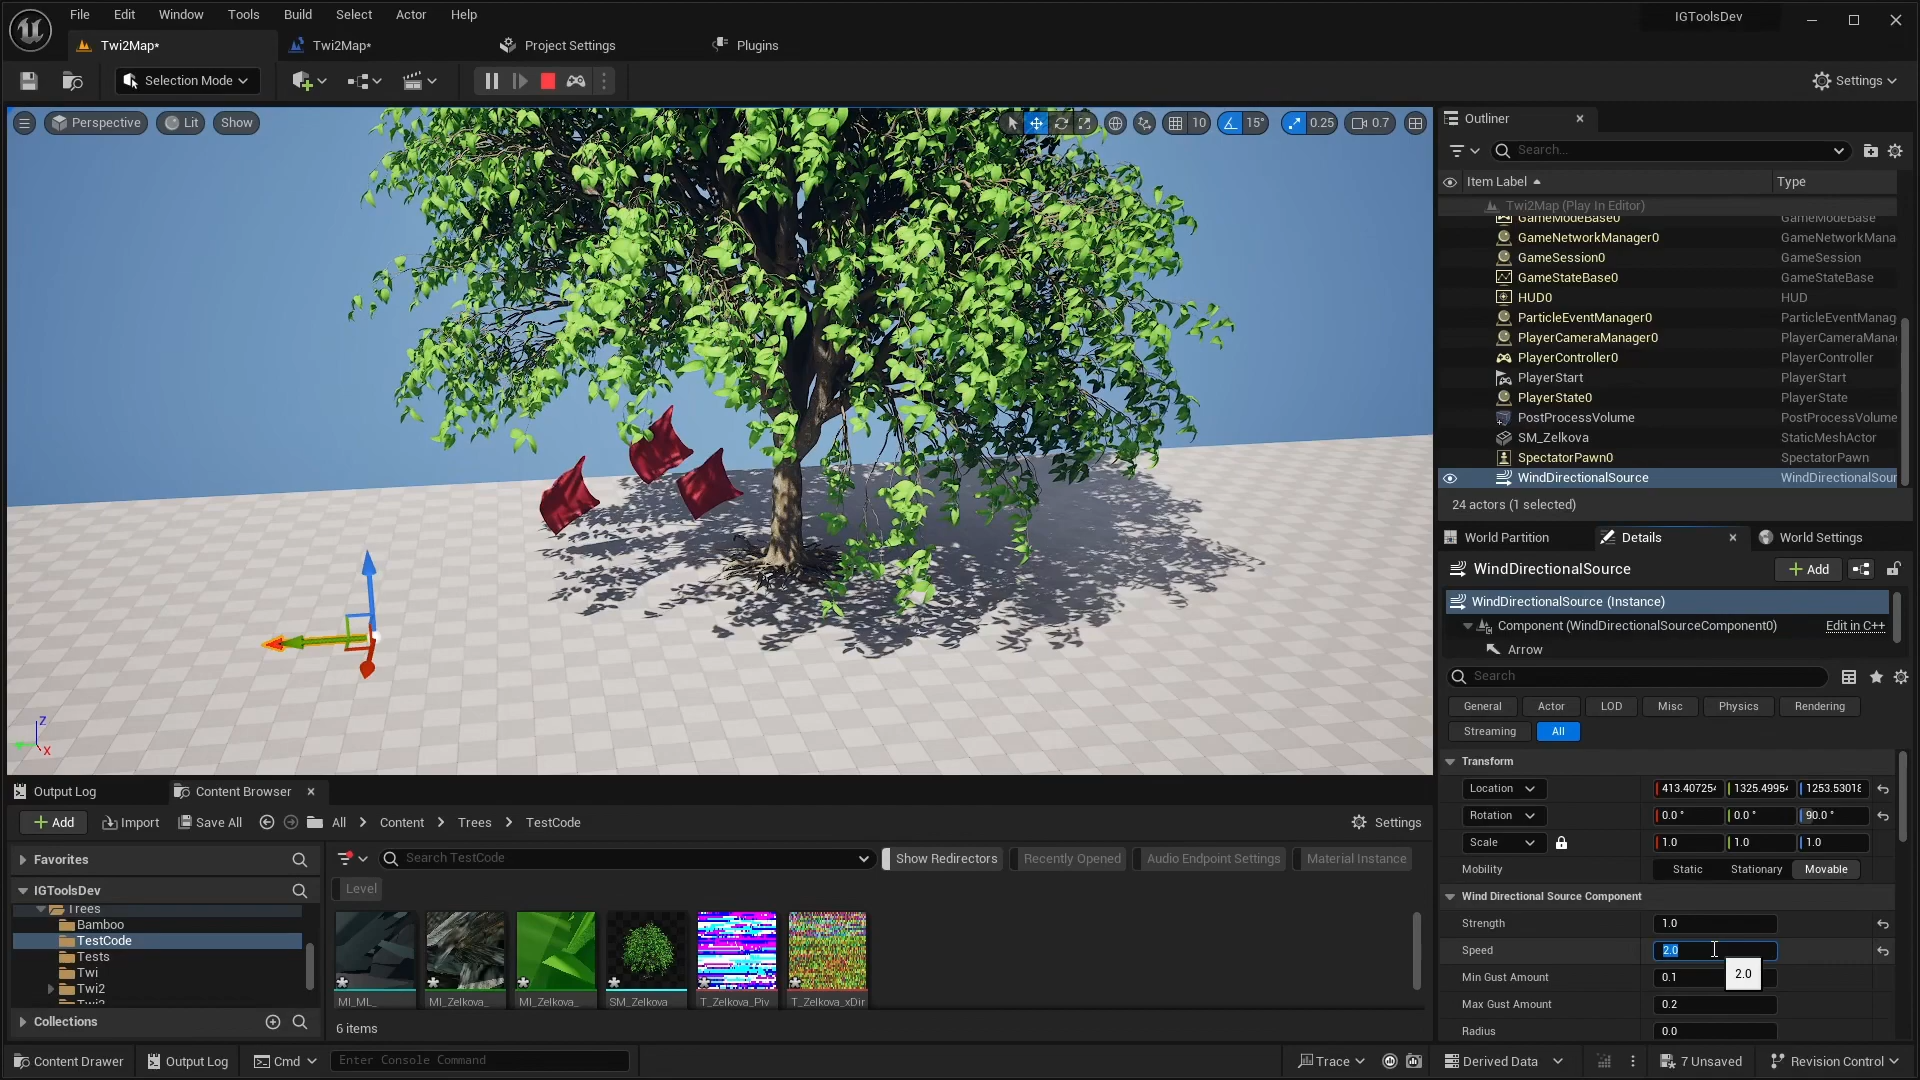 File Edit Window Tools Build Select Actor Help
IGToolsDev
Twi2Map* Twi2Map* Project Settings Plugins
Selection Mode
Settings
Perspective Lit Show
10 15° 0.25 0.7
Outliner
Search...
Item Label Type
Twi2Map (Play In Editor)
GameModeBase0 GameModeBase
GameNetworkManager0 GameNetworkMana
GameSession0 GameSession
GameStateBase0 GameStateBase
HUD0 HUD
ParticleEventManager0 ParticleEventManag
PlayerCameraManager0 PlayerCameraMana
PlayerController0 PlayerController
PlayerStart PlayerStart
PlayerState0 PlayerState
PostProcessVolume PostProcessVolume
SM_Zelkova StaticMeshActor
SpectatorPawn0 SpectatorPawn
WindDirectionalSource WindDirectionalSour
24 actors (1 selected)
World Partition Details World Settings
WindDirectionalSource
Add
WindDirectionalSource (Instance)
Component (WindDirectionalSourceComponent0) Edit in C++
Arrow
Search
General Actor LOD Misc Physics Rendering
Streaming All
Transform
Location 413.407254 1325.49954 1253.53018
Rotation 0.0 ° 0.0 ° 90.0 °
Scale 1.0 1.0 1.0
Mobility Static Stationary Movable
Wind Directional Source Component
Strength 1.0
Speed 2.0
2.0
Min Gust Amount 0.1
Max Gust Amount 0.2
Radius 0.0
Z
X
Output Log Content Browser
Add Import Save All All Content Trees TestCode Settings
Favorites
IGToolsDev
Trees
Bamboo
TestCode
Tests
Twi
Twi2
Twi3
Collections
Search TestCode Show Redirectors Recently Opened Audio Endpoint Settings Material Instance
Level
MI_ML_ MI_Zelkova_ MI_Zelkova_ SM_Zelkova T_Zelkova_Piv T_Zelkova_xDir
6 items
Content Drawer Output Log Cmd Enter Console Command Trace Derived Data 7 Unsaved Revision Control